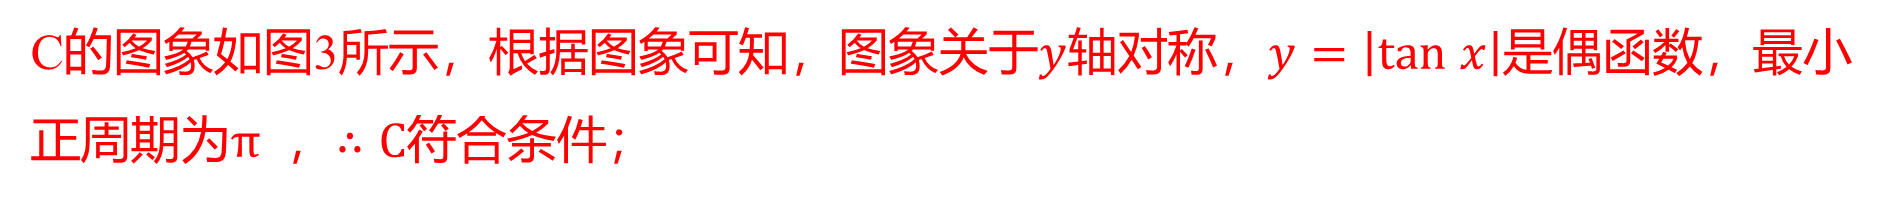 C的图象如图3所示，根据图象可知，图象关于y轴对称，y = |tan x|是偶函数，最小
正周期为π ，∴ C符合条件；